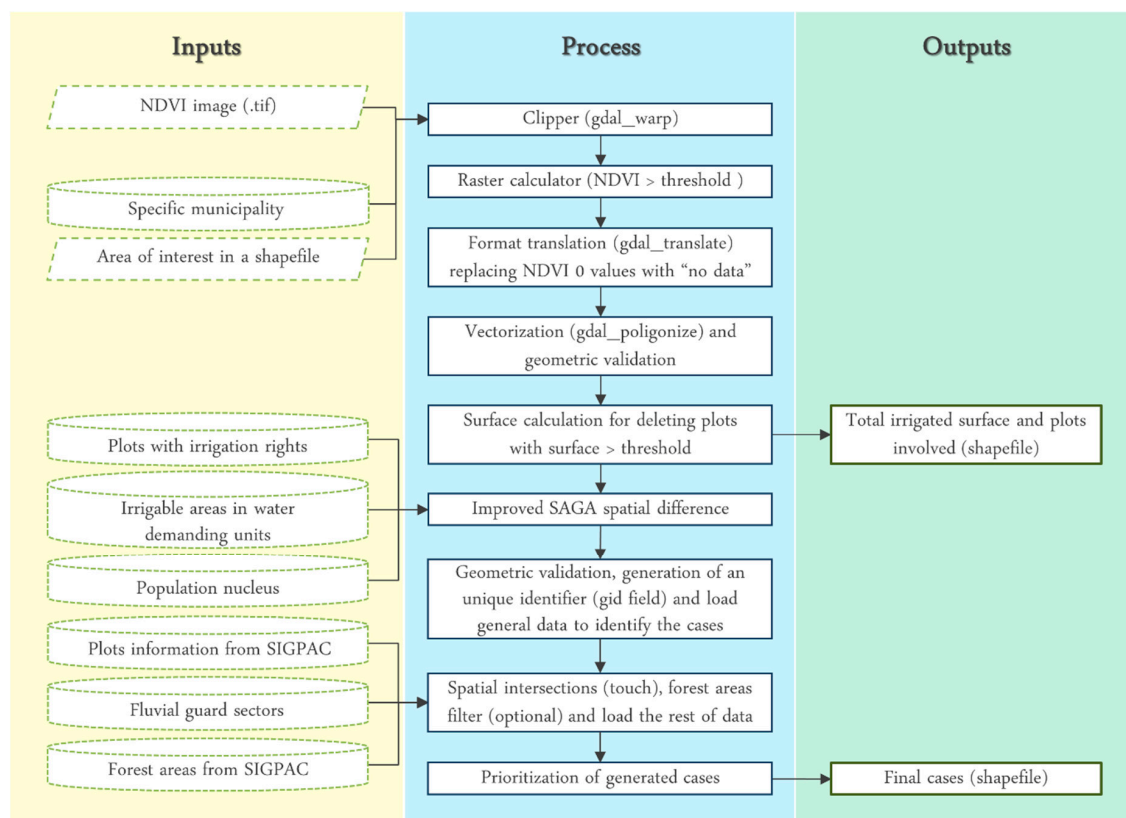 Inputs
Process
Outputs
NDVI image (.tif)
Specific municipality
Area of interest in a shapefile
Plots with irrigation rights
Irrigable areas in water
demanding units
Population nucleus
Plots information from SIGPAC
Fluvial guard sectors
Forest areas from SIGPAC
Clipper (gdal_warp)
Raster calculator (NDVI > threshold )
Format translation (gdal_translate)
replacing NDVI 0 values with “no data”
Vectorization (gdal_poligonize) and
geometric validation
Surface calculation for deleting plots
with surface > threshold
Improved SAGA spatial difference
Geometric validation, generation of an
unique identifier (gid field) and load
general data to identify the cases
Spatial intersections (touch), forest areas
filter (optional) and load the rest of data
Prioritization of generated cases
Total irrigated surface and plots
involved (shapefile)
Final cases (shapefile)